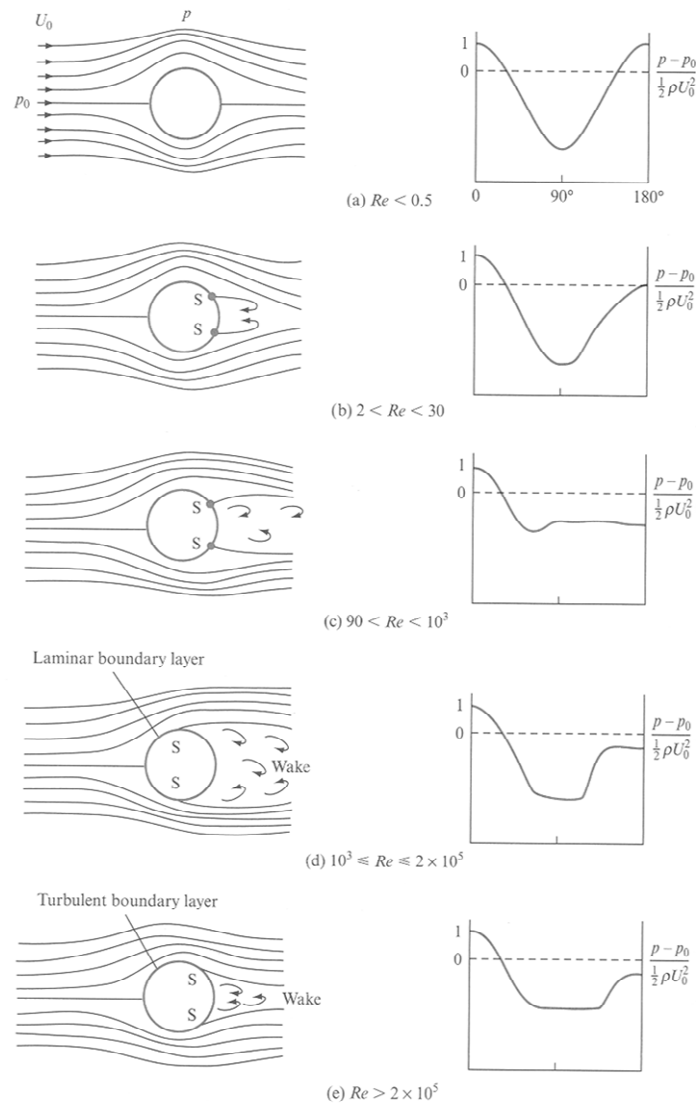 U₀
p
p₀
1
0
p − p₀
½ρU₀²
0
90°
180°
(a) Re < 0.5
S
S
1
0
p − p₀
½ρU₀²
(b) 2 < Re < 30
S
S
1
0
p − p₀
½ρU₀²
(c) 90 < Re < 10³
Laminar boundary layer
S
S
Wake
1
0
p − p₀
½ρU₀²
(d) 10³ ⩽ Re ⩽ 2 × 10⁵
Turbulent boundary layer
S
S
Wake
1
0
p − p₀
½ρU₀²
(e) Re > 2 × 10⁵